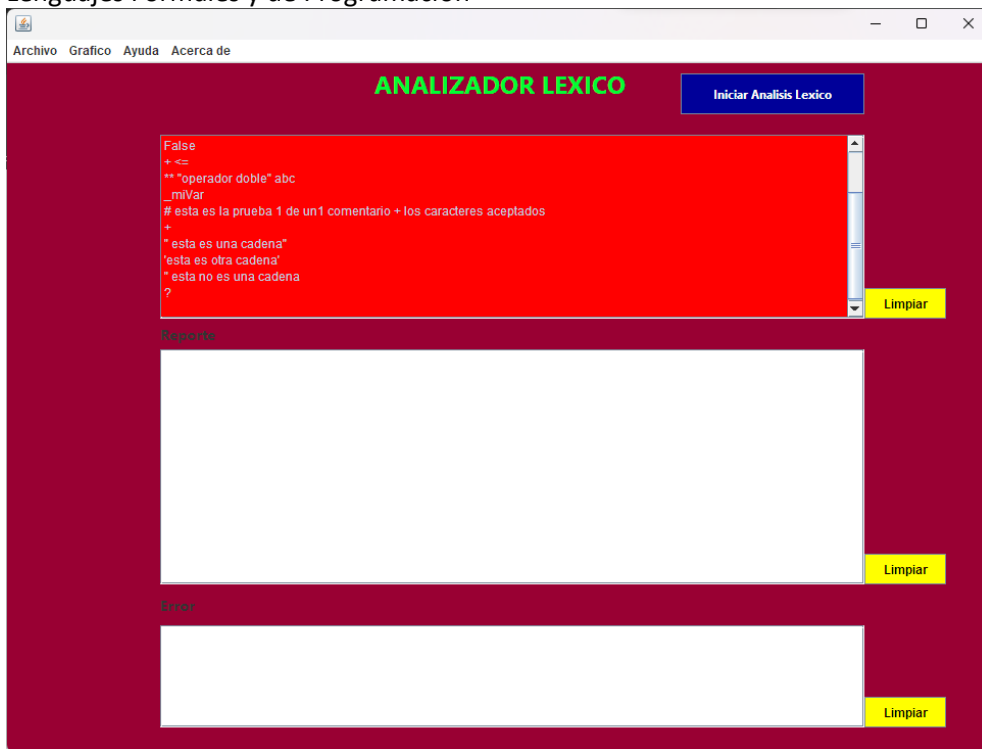 Lenguajes Formales y de Programación
Archivo Grafico Ayuda Acerca de
ANALIZADOR LEXICO
Iniciar Analisis Lexico
False
+ <=
** "operador doble" abc
_miVar
# esta es la prueba 1 de un1 comentario + los caracteres aceptados
+
" esta es una cadena"
'esta es otra cadena'
" esta no es una cadena
?
Limpiar
Reporte
Limpiar
Error
Limpiar